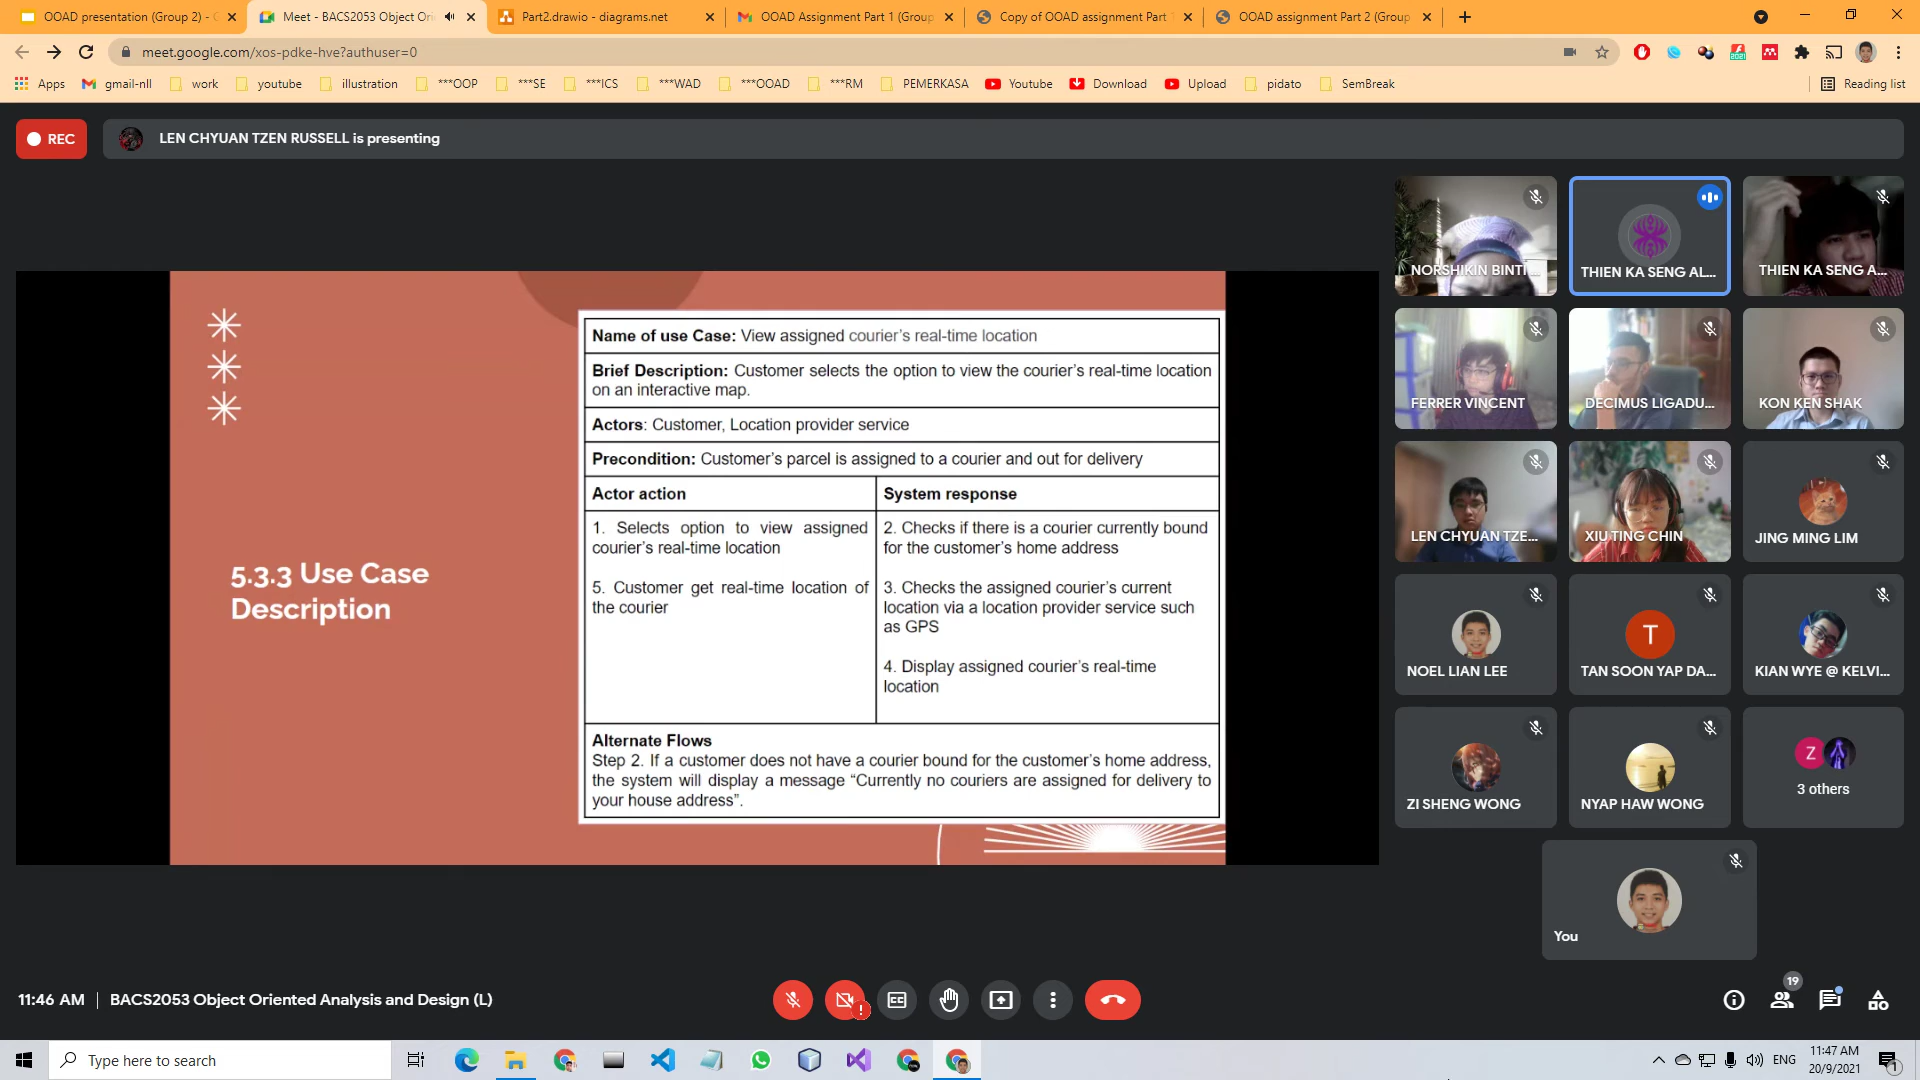 OOAD presentation (Group 2) - G
Meet - BACS2053 Object Ori
Part2.drawio - diagrams.net
OOAD Assignment Part 1 (Group
Copy of OOAD assignment Part
OOAD assignment Part 2 (Group
meet.google.com/xos-pdke-hve?authuser=0
Apps
gmail-nll
work
youtube
illustration
***OOP
***SE
***ICS
***WAD
***OOAD
***RM
PEMERKASA
Youtube
Download
Upload
pidato
SemBreak
Reading list
REC
LEN CHYUAN TZEN RUSSELL is presenting
5.3.3 Use Case
Description
Name of use Case: View assigned courier’s real-time location
Brief Description: Customer selects the option to view the courier’s real-time location
on an interactive map.
Actors: Customer, Location provider service
Precondition: Customer’s parcel is assigned to a courier and out for delivery
Actor action
1. Selects option to view assigned
courier’s real-time location
5. Customer get real-time location of
the courier
System response
2. Checks if there is a courier currently bound
for the customer’s home address
3. Checks the assigned courier’s current
location via a location provider service such
as GPS
4. Display assigned courier’s real-time
location
Alternate Flows
Step 2. If a customer does not have a courier bound for the customer’s home address,
the system will display a message “Currently no couriers are assigned for delivery to
your house address”.
NORSHIKIN BINTI ...
THIEN KA SENG AL...
THIEN KA SENG A...
FERRER VINCENT
DECIMUS LIGADU...
KON KEN SHAK
LEN CHYUAN TZE...
XIU TING CHIN
JING MING LIM
NOEL LIAN LEE
T
TAN SOON YAP DA...
KIAN WYE @ KELVI...
ZI SHENG WONG
NYAP HAW WONG
Z
3 others
You
11:46 AM | BACS2053 Object Oriented Analysis and Design (L)
19
Type here to search
ENG
11:47 AM
20/9/2021
1